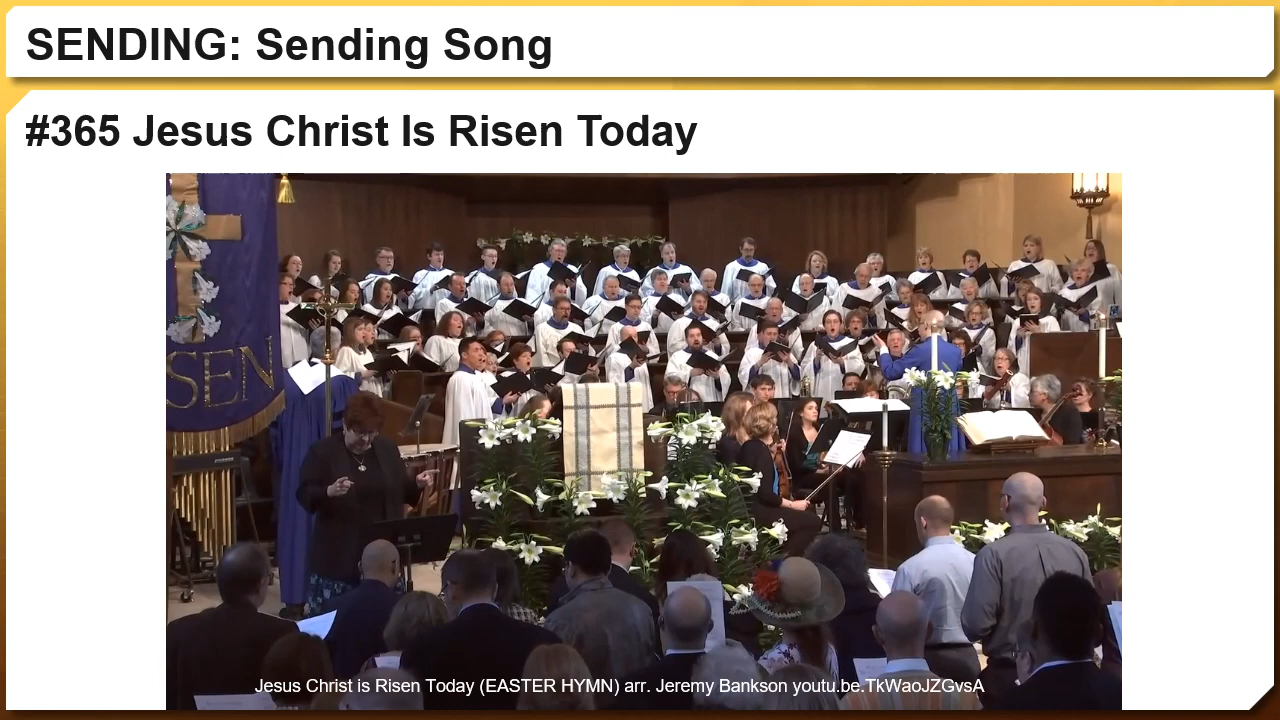 SENDING: Sending Song
#365 Jesus Christ Is Risen Today
SEN
Jesus Christ is Risen Today (EASTER HYMN) arr. Jeremy Bankson youtu.be.TkWaoJZGvsA